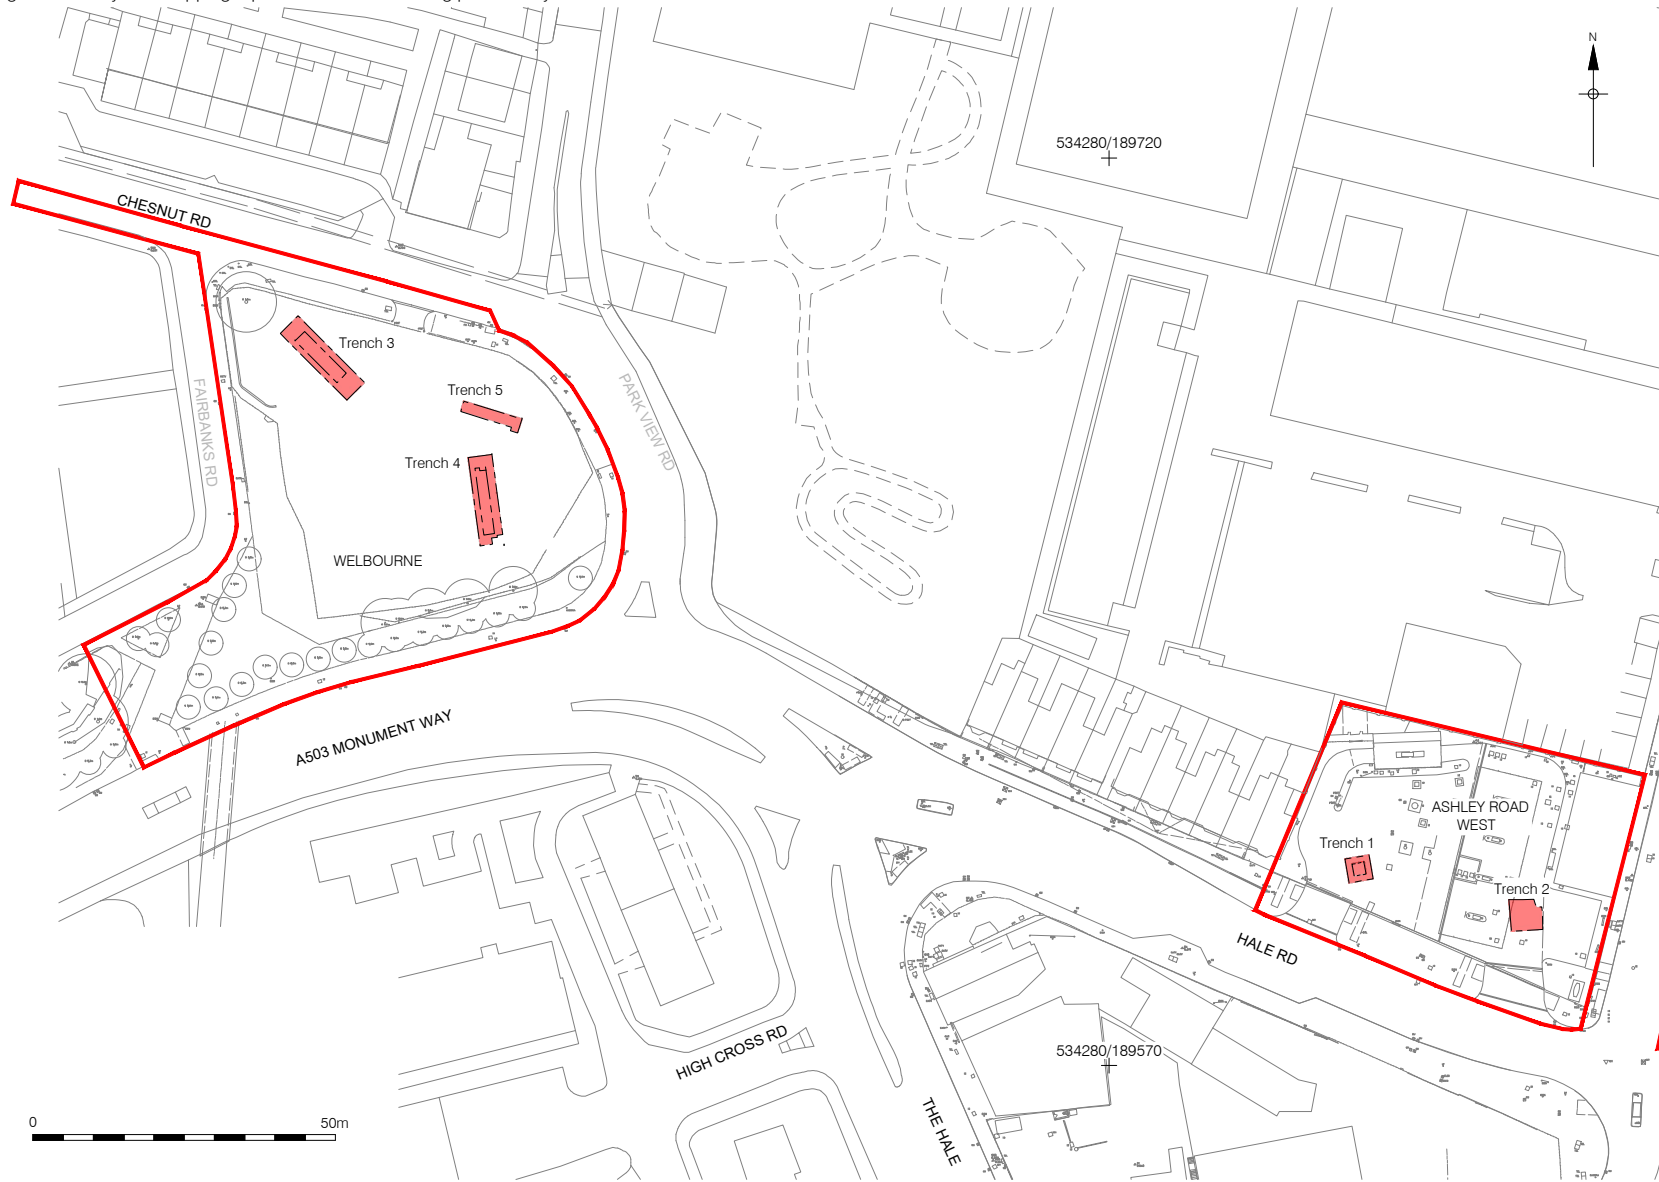 N
534280/189720
CHESNUT RD
Trench 3
Trench 5
PARK VIEW RD
FAIRBANKS RD
Trench 4
WELBOURNE
A503 MONUMENT WAY
ASHLEY ROAD
WEST
Trench 1
Trench 2
HALE RD
HIGH CROSS RD
534280/189570
THE HALE
0
50m